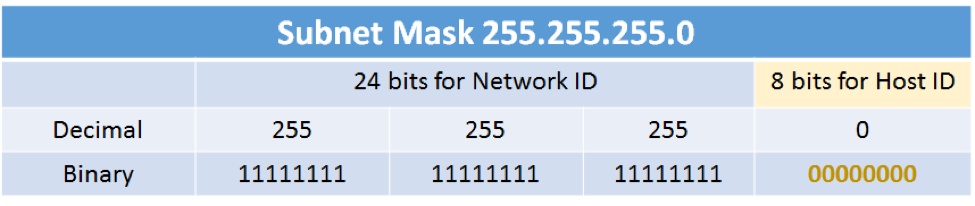 Subnet Mask 255.255.255.0
24 bits for Network ID 8 bits for Host ID
Decimal 255 255 255 0
Binary 11111111 11111111 11111111 00000000